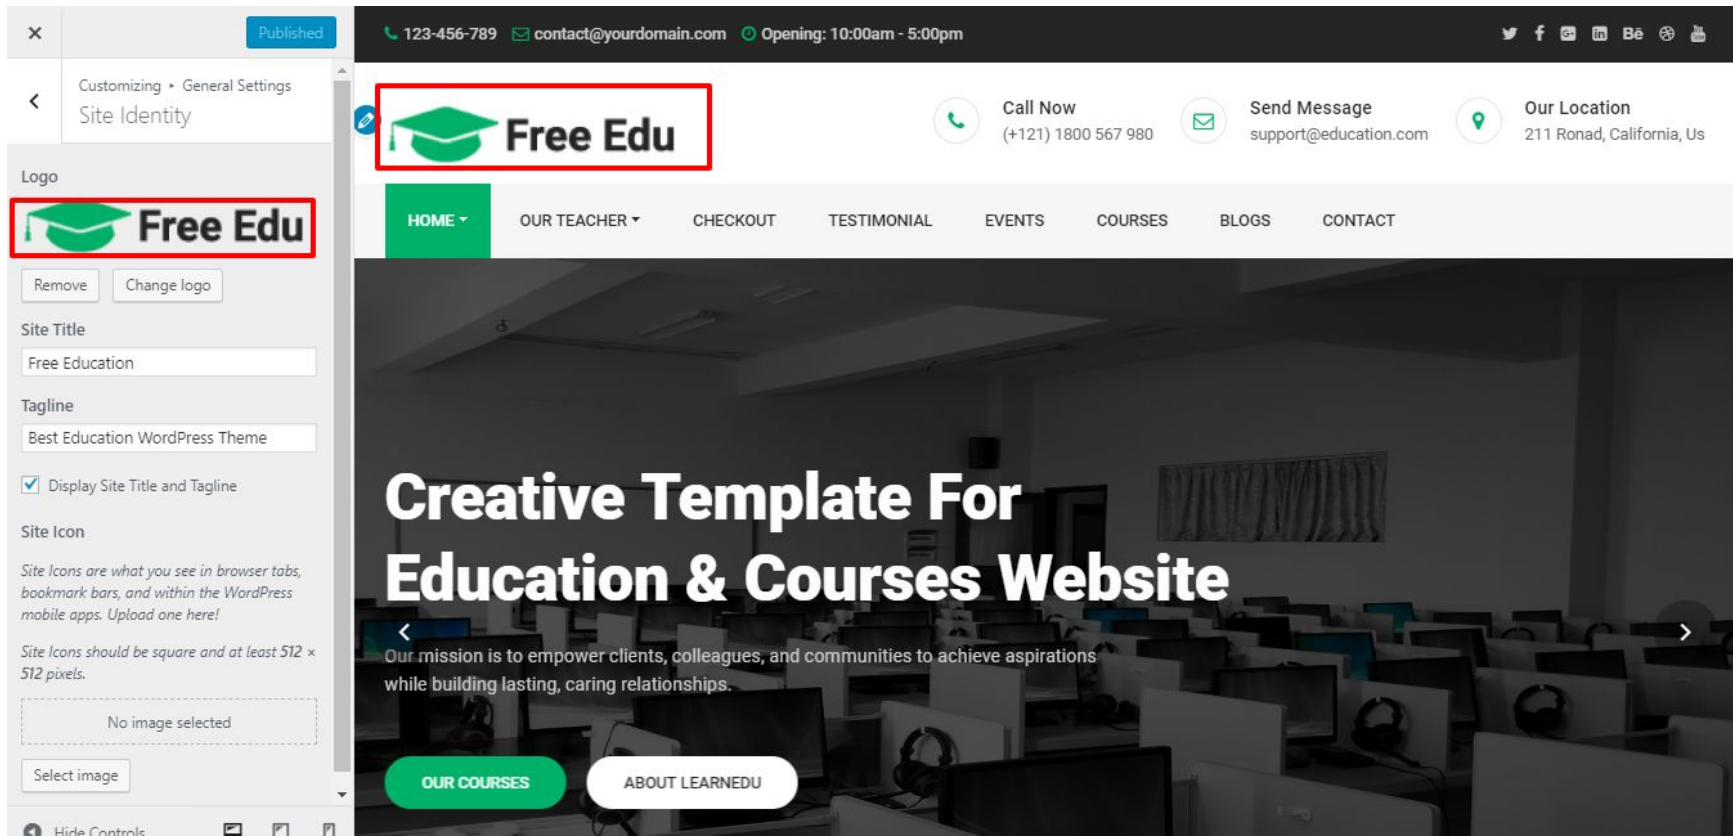 Published
Customizing ▸ General Settings
Site Identity
Logo
Free Edu
Remove
Change logo
Site Title
Free Education
Tagline
Best Education WordPress Theme
Display Site Title and Tagline
Site Icon
Site Icons are what you see in browser tabs,
bookmark bars, and within the WordPress
mobile apps. Upload one here!
Site Icons should be square and at least 512 ×
512 pixels.
No image selected
Select image
Hide Controls
123-456-789 contact@yourdomain.com Opening: 10:00am - 5:00pm
Free Edu
Call Now
(+121) 1800 567 980
Send Message
support@education.com
Our Location
211 Ronad, California, Us
HOME OUR TEACHER CHECKOUT TESTIMONIAL EVENTS COURSES BLOGS CONTACT
Creative Template For
Education & Courses Website
Our mission is to empower clients, colleagues, and communities to achieve aspirations
while building lasting, caring relationships.
OUR COURSES
ABOUT LEARNEDU